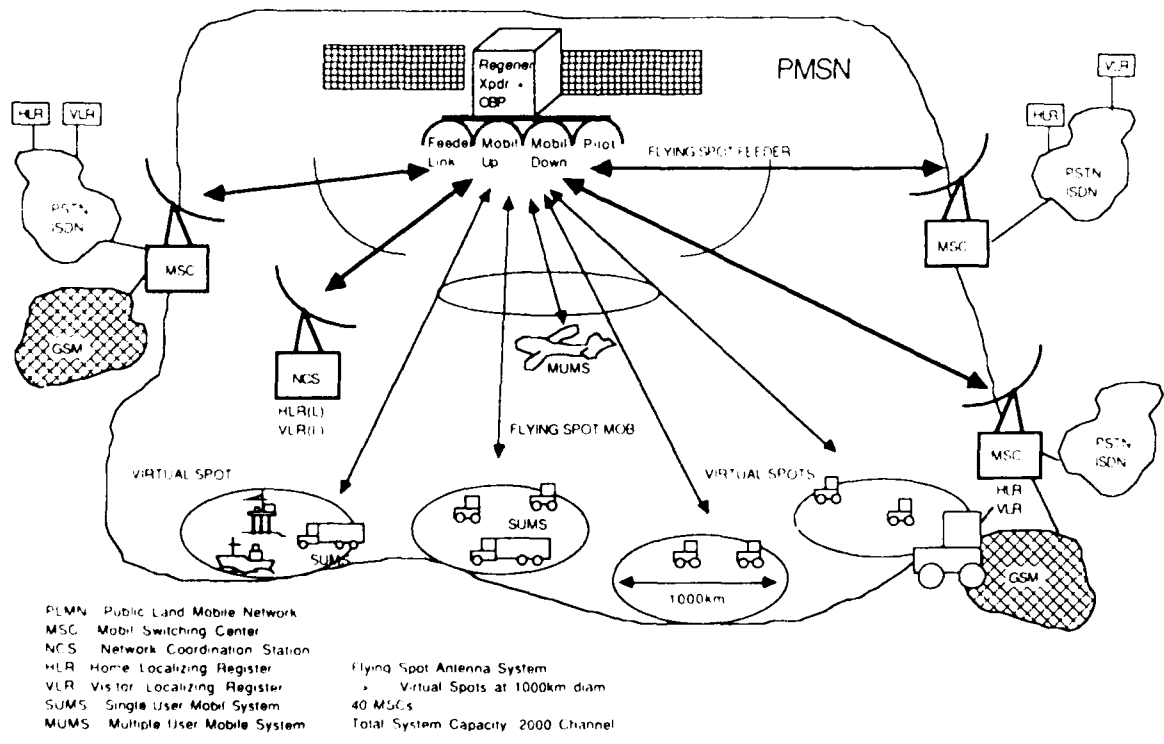 Regener
Xpdr +
OBP
PMSN
VLR
HLR
HLR
VLR
Feeder
Link
Mobil
Up
Mobil
Down
Pilot
FLYING SPOT FEEDER
PSTN
ISDN
PSTN
ISDN
MSC
MSC
GSM
NCS
HLR(L)
MUMS
FLYING SPOT MOB
PSTN
ISDN
MSC
HLR
VLR
VIRTUAL SPOT
VIRTUAL SPOTS
SUMS
SUMS
GSM
1000km
PLMN Public Land Mobile Network
MSC Mobil Switching Center
NCS Network Coordination Station
HLR Home Localizing Register
VLR Visitor Localizing Register
SUMS Single User Mobil System
MUMS Multiple User Mobile System
Flying Spot Antenna System
Virtual Spots at 1000km diam
40 MSCs
Total System Capacity 2000 Channel